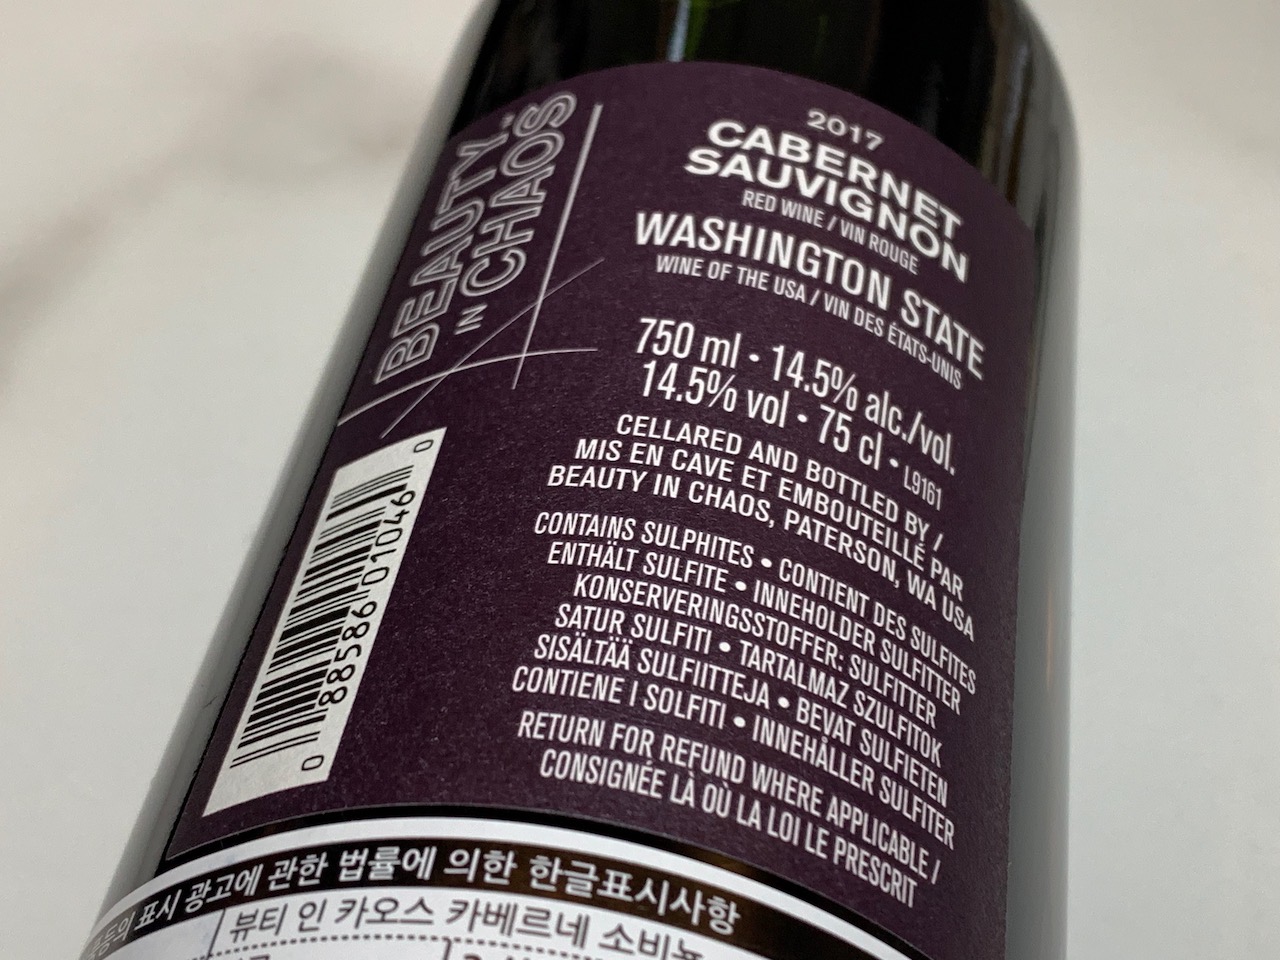 BEAUTY™
IN CHAOS
2017
CABERNET
SAUVIGNON
RED WINE / VIN ROUGE
WASHINGTON STATE
WINE OF THE USA / VIN DES ÉTATS-UNIS
750 ml • 14.5% alc./vol.
14.5% vol • 75 cl • L9161
CELLARED AND BOTTLED BY /
MIS EN CAVE ET EMBOUTEILLÉ PAR
BEAUTY IN CHAOS, PATERSON, WA USA
CONTAINS SULPHITES • CONTIENT DES SULFITES
ENTHÄLT SULFITE • INNEHOLDER SULFITTER
KONSERVERINGSSTOFFER: SULFITTER
SATUR SULFITI • TARTALMAZ SZULFITOK
SISÄLTÄÄ SULFIITTEJA • BEVAT SULFIETEN
CONTIENE | SOLFITI • INNEHÅLLER SULFITER
RETURN FOR REFUND WHERE APPLICABLE /
CONSIGNÉE LÀ OÙ LA LOI LE PRESCRIT
0 88586 01046 0
표시 광고에 관한 법률에 의한 한글표시사항
뷰티 인 카오스 카베르네 소비뇽